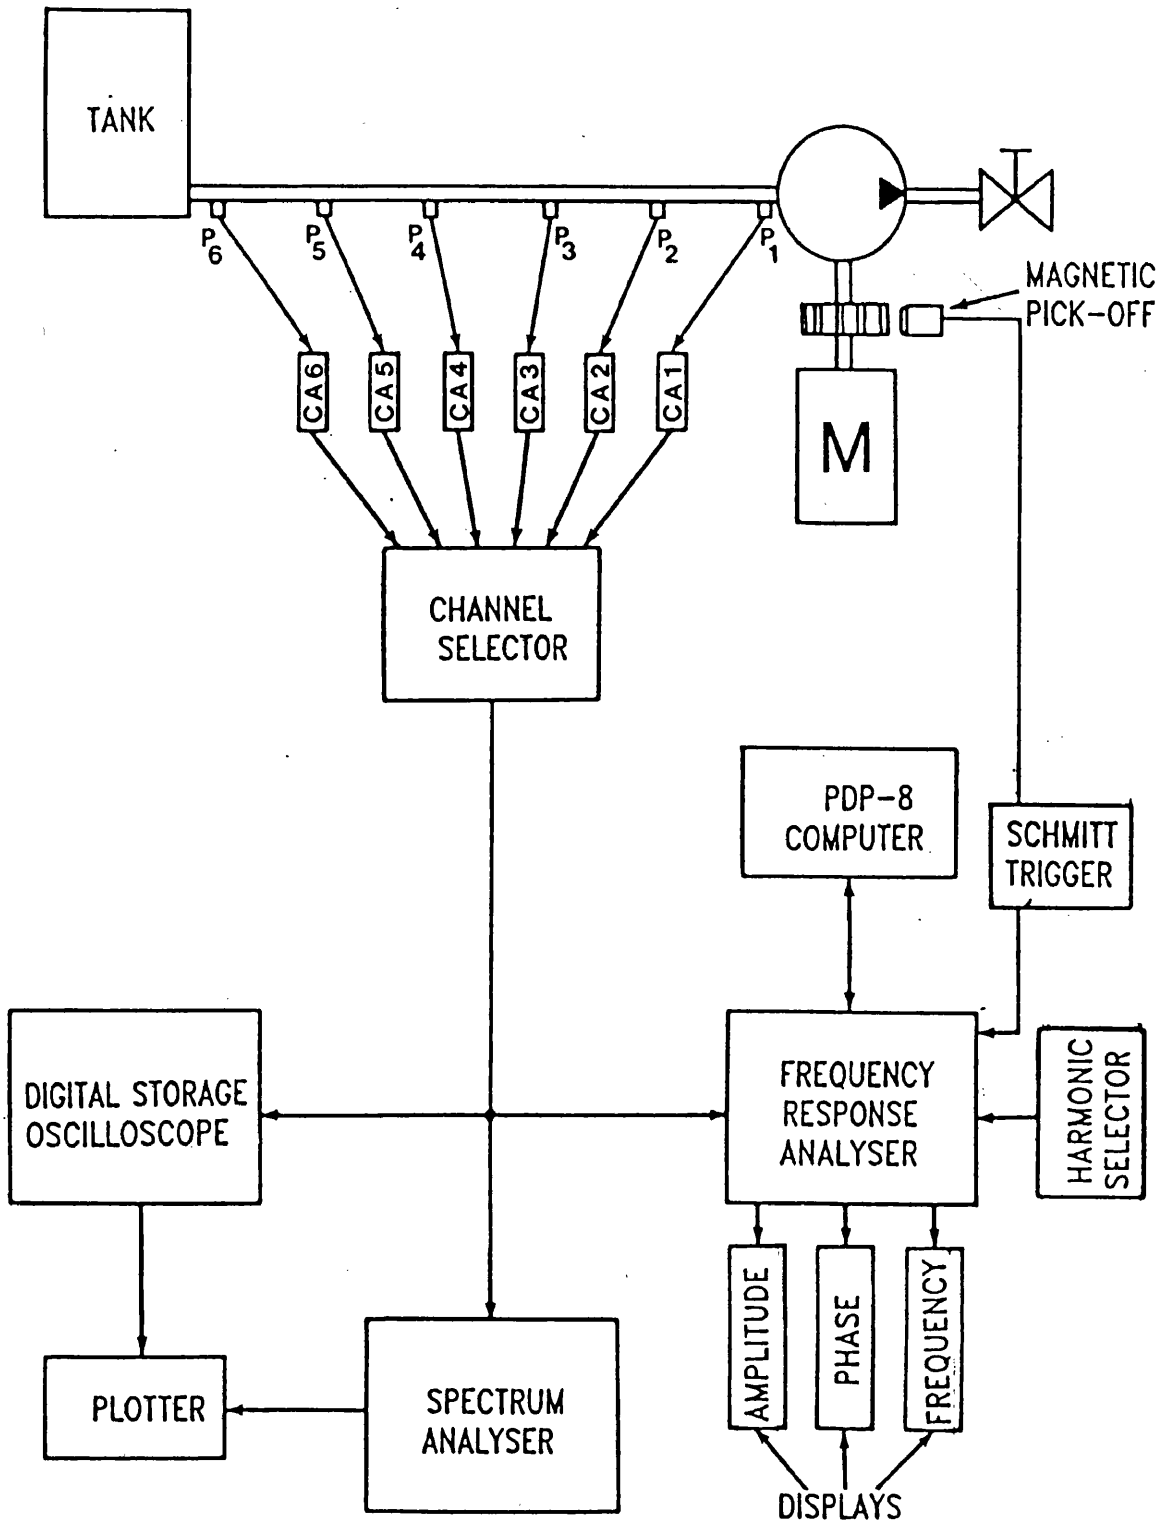 TANK
P6
P5
P4
P3
P2
P1
MAGNETIC
PICK-OFF
CA6
CA5
CA4
CA3
CA2
CA1
M
CHANNEL
SELECTOR
PDP-8
COMPUTER
SCHMITT
TRIGGER
DIGITAL STORAGE
OSCILLOSCOPE
FREQUENCY
RESPONSE
ANALYSER
HARMONIC
SELECTOR
AMPLITUDE
PHASE
FREQUENCY
PLOTTER
SPECTRUM
ANALYSER
DISPLAYS